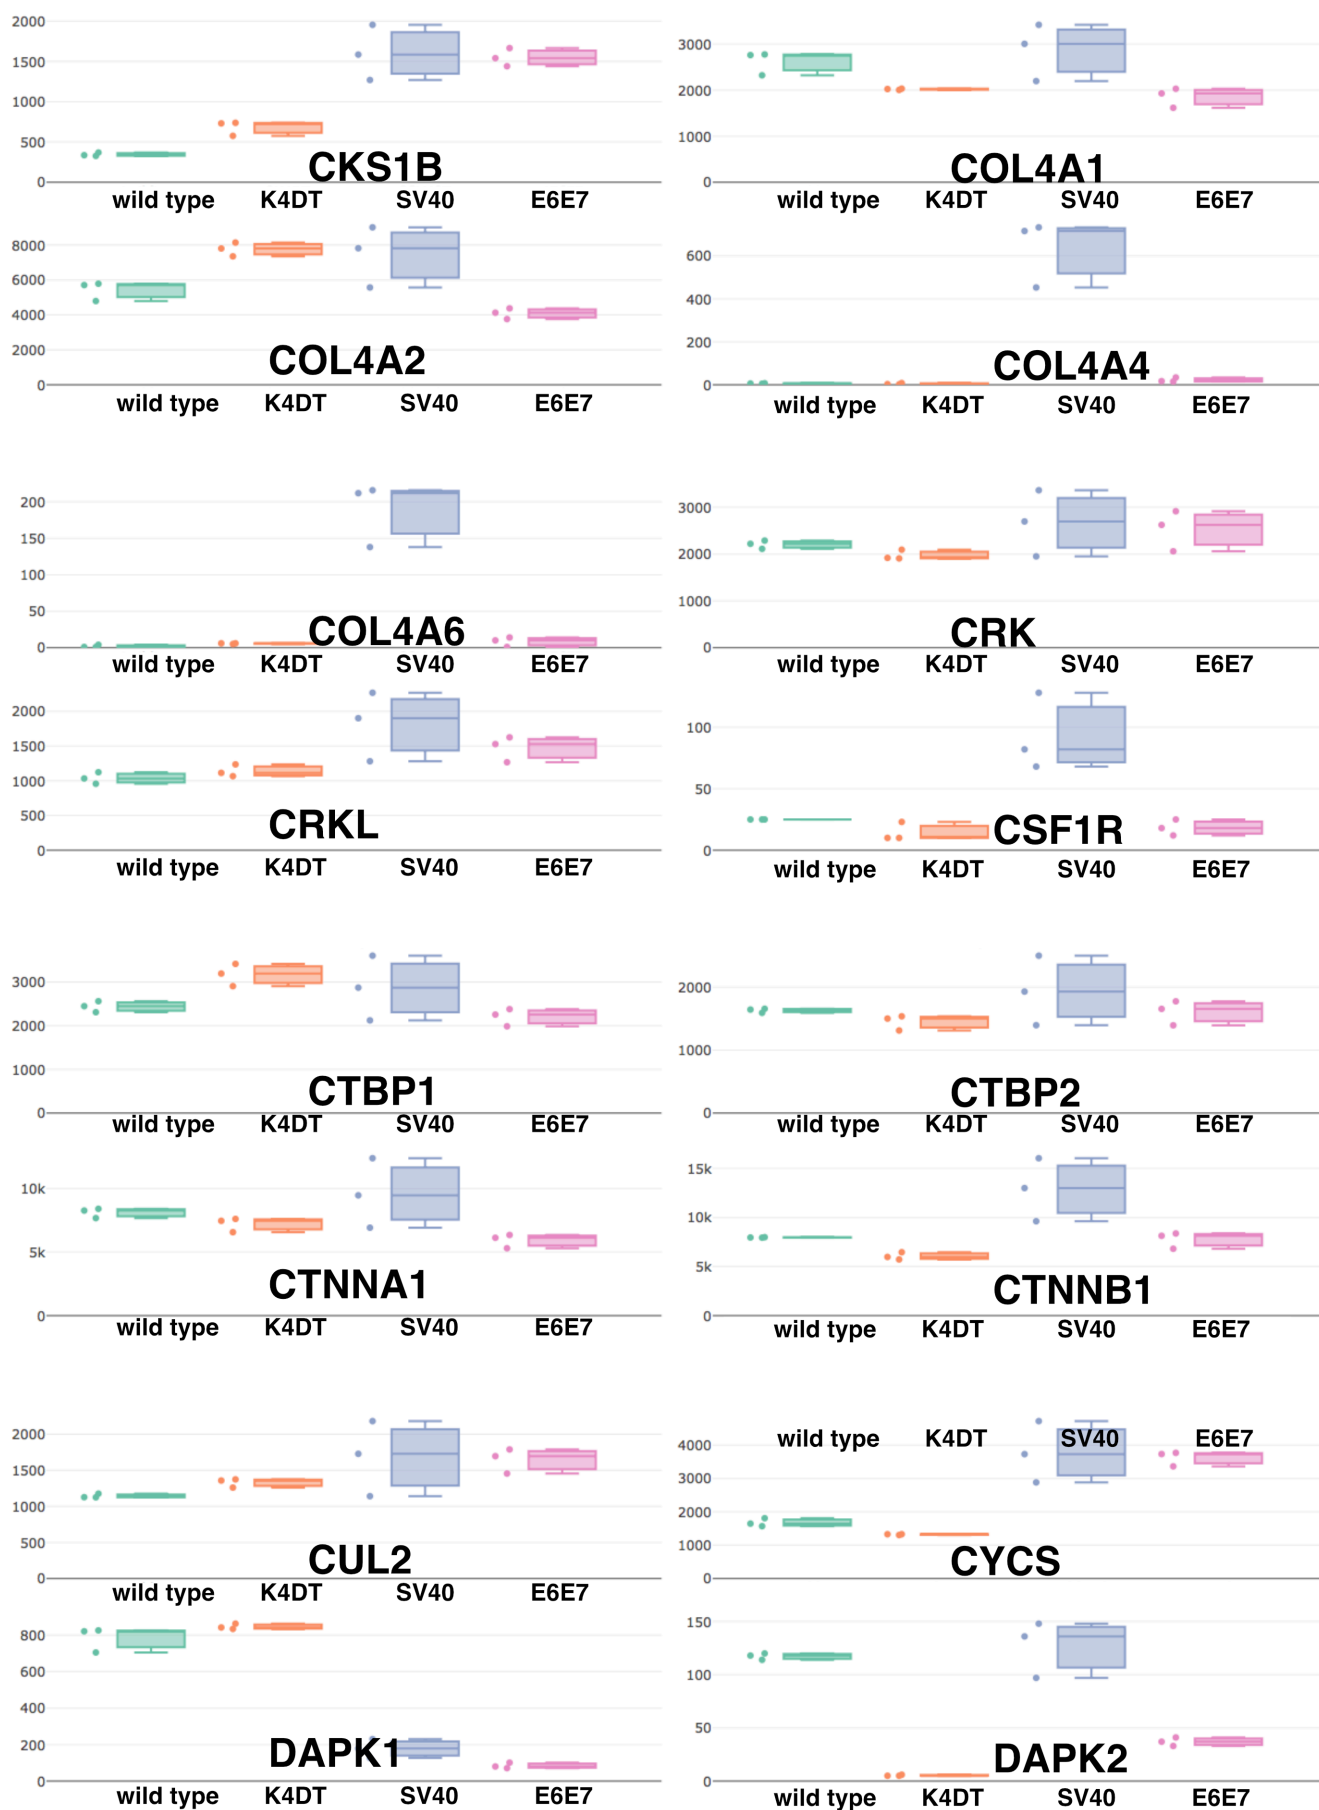 2000
1500
1000
500
0
CKS1B
wild type K4DT SV40 E6E7
3000
2000
1000
0
COL4A1
wild type K4DT SV40 E6E7
8000
6000
4000
2000
0
COL4A2
wild type K4DT SV40 E6E7
600
400
200
0
COL4A4
wild type K4DT SV40 E6E7
200
150
100
50
0
COL4A6
wild type K4DT SV40 E6E7
3000
2000
1000
0
CRK
wild type K4DT SV40 E6E7
2000
1500
1000
500
0
CRKL
wild type K4DT SV40 E6E7
100
50
0
CSF1R
wild type K4DT SV40 E6E7
3000
2000
1000
0
CTBP1
wild type K4DT SV40 E6E7
2000
1000
0
CTBP2
wild type K4DT SV40 E6E7
10k
5k
0
CTNNA1
wild type K4DT SV40 E6E7
15k
10k
5k
0
CTNNB1
wild type K4DT SV40 E6E7
2000
1500
1000
500
0
CUL2
wild type K4DT SV40 E6E7
wild type K4DT SV40 E6E7
4000
3000
2000
1000
0
CYCS
800
600
400
200
0
DAPK1
wild type K4DT SV40 E6E7
150
100
50
0
DAPK2
wild type K4DT SV40 E6E7